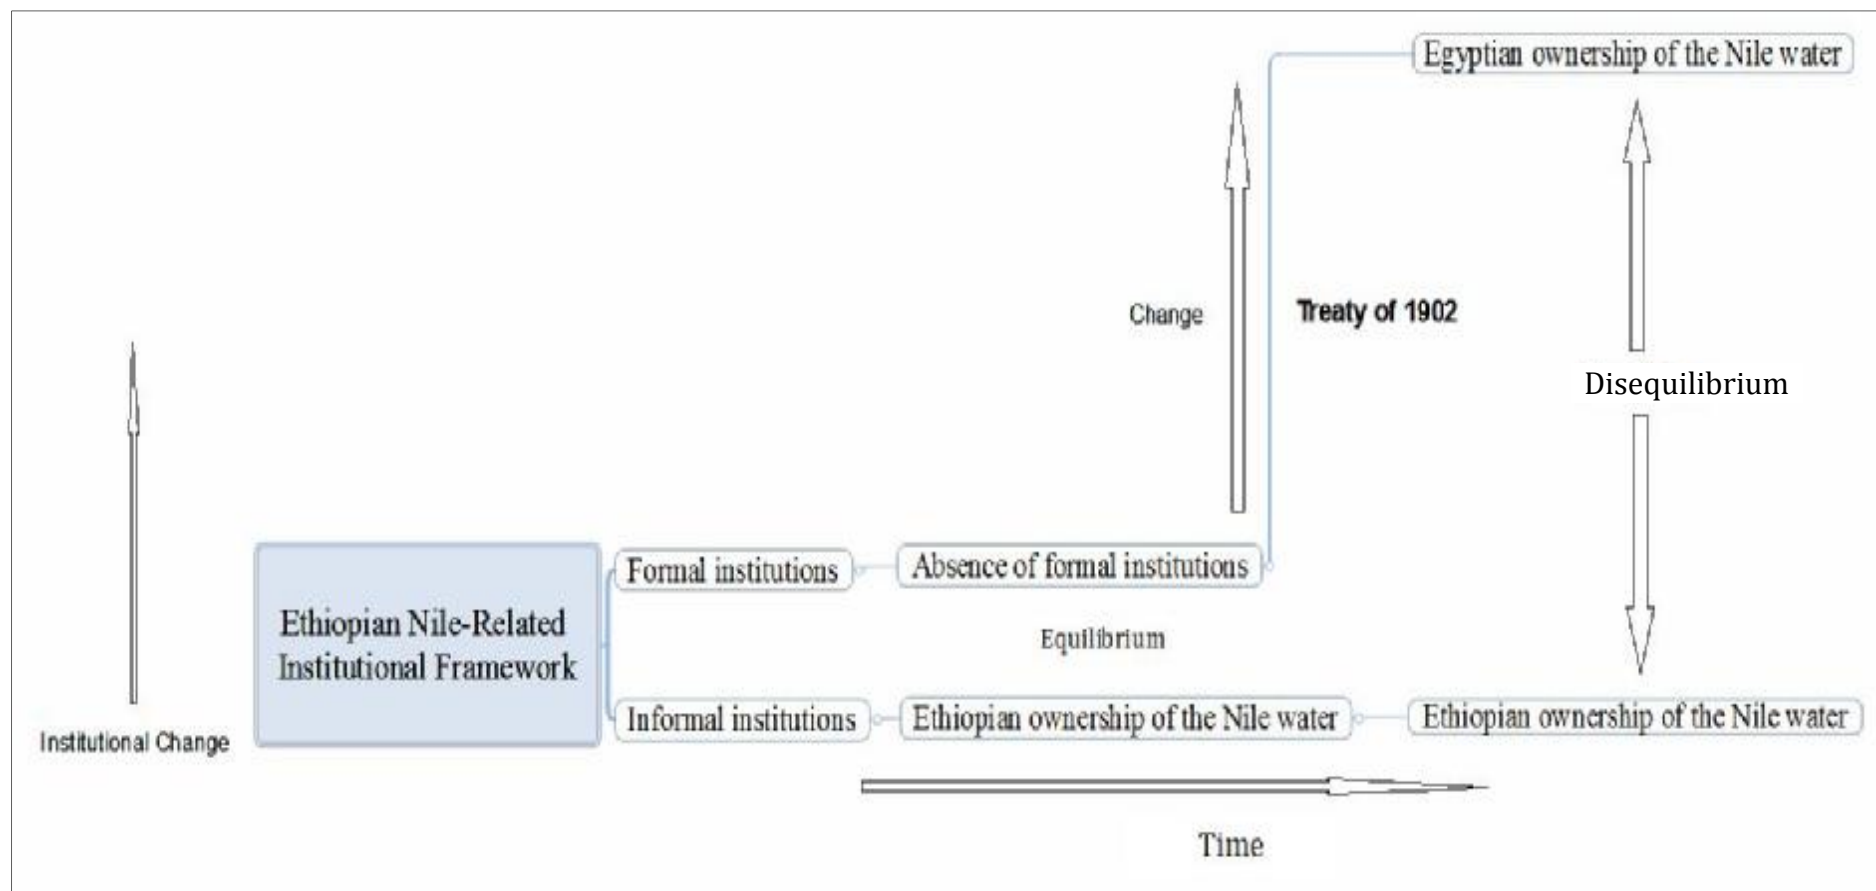 Egyptian ownership of the Nile water
Change
Treaty of 1902
Disequilibrium
Formal institutions
Absence of formal institutions
Ethiopian Nile-Related
Institutional Framework
Equilibrium
Informal institutions
Ethiopian ownership of the Nile water
Ethiopian ownership of the Nile water
Institutional Change
Time